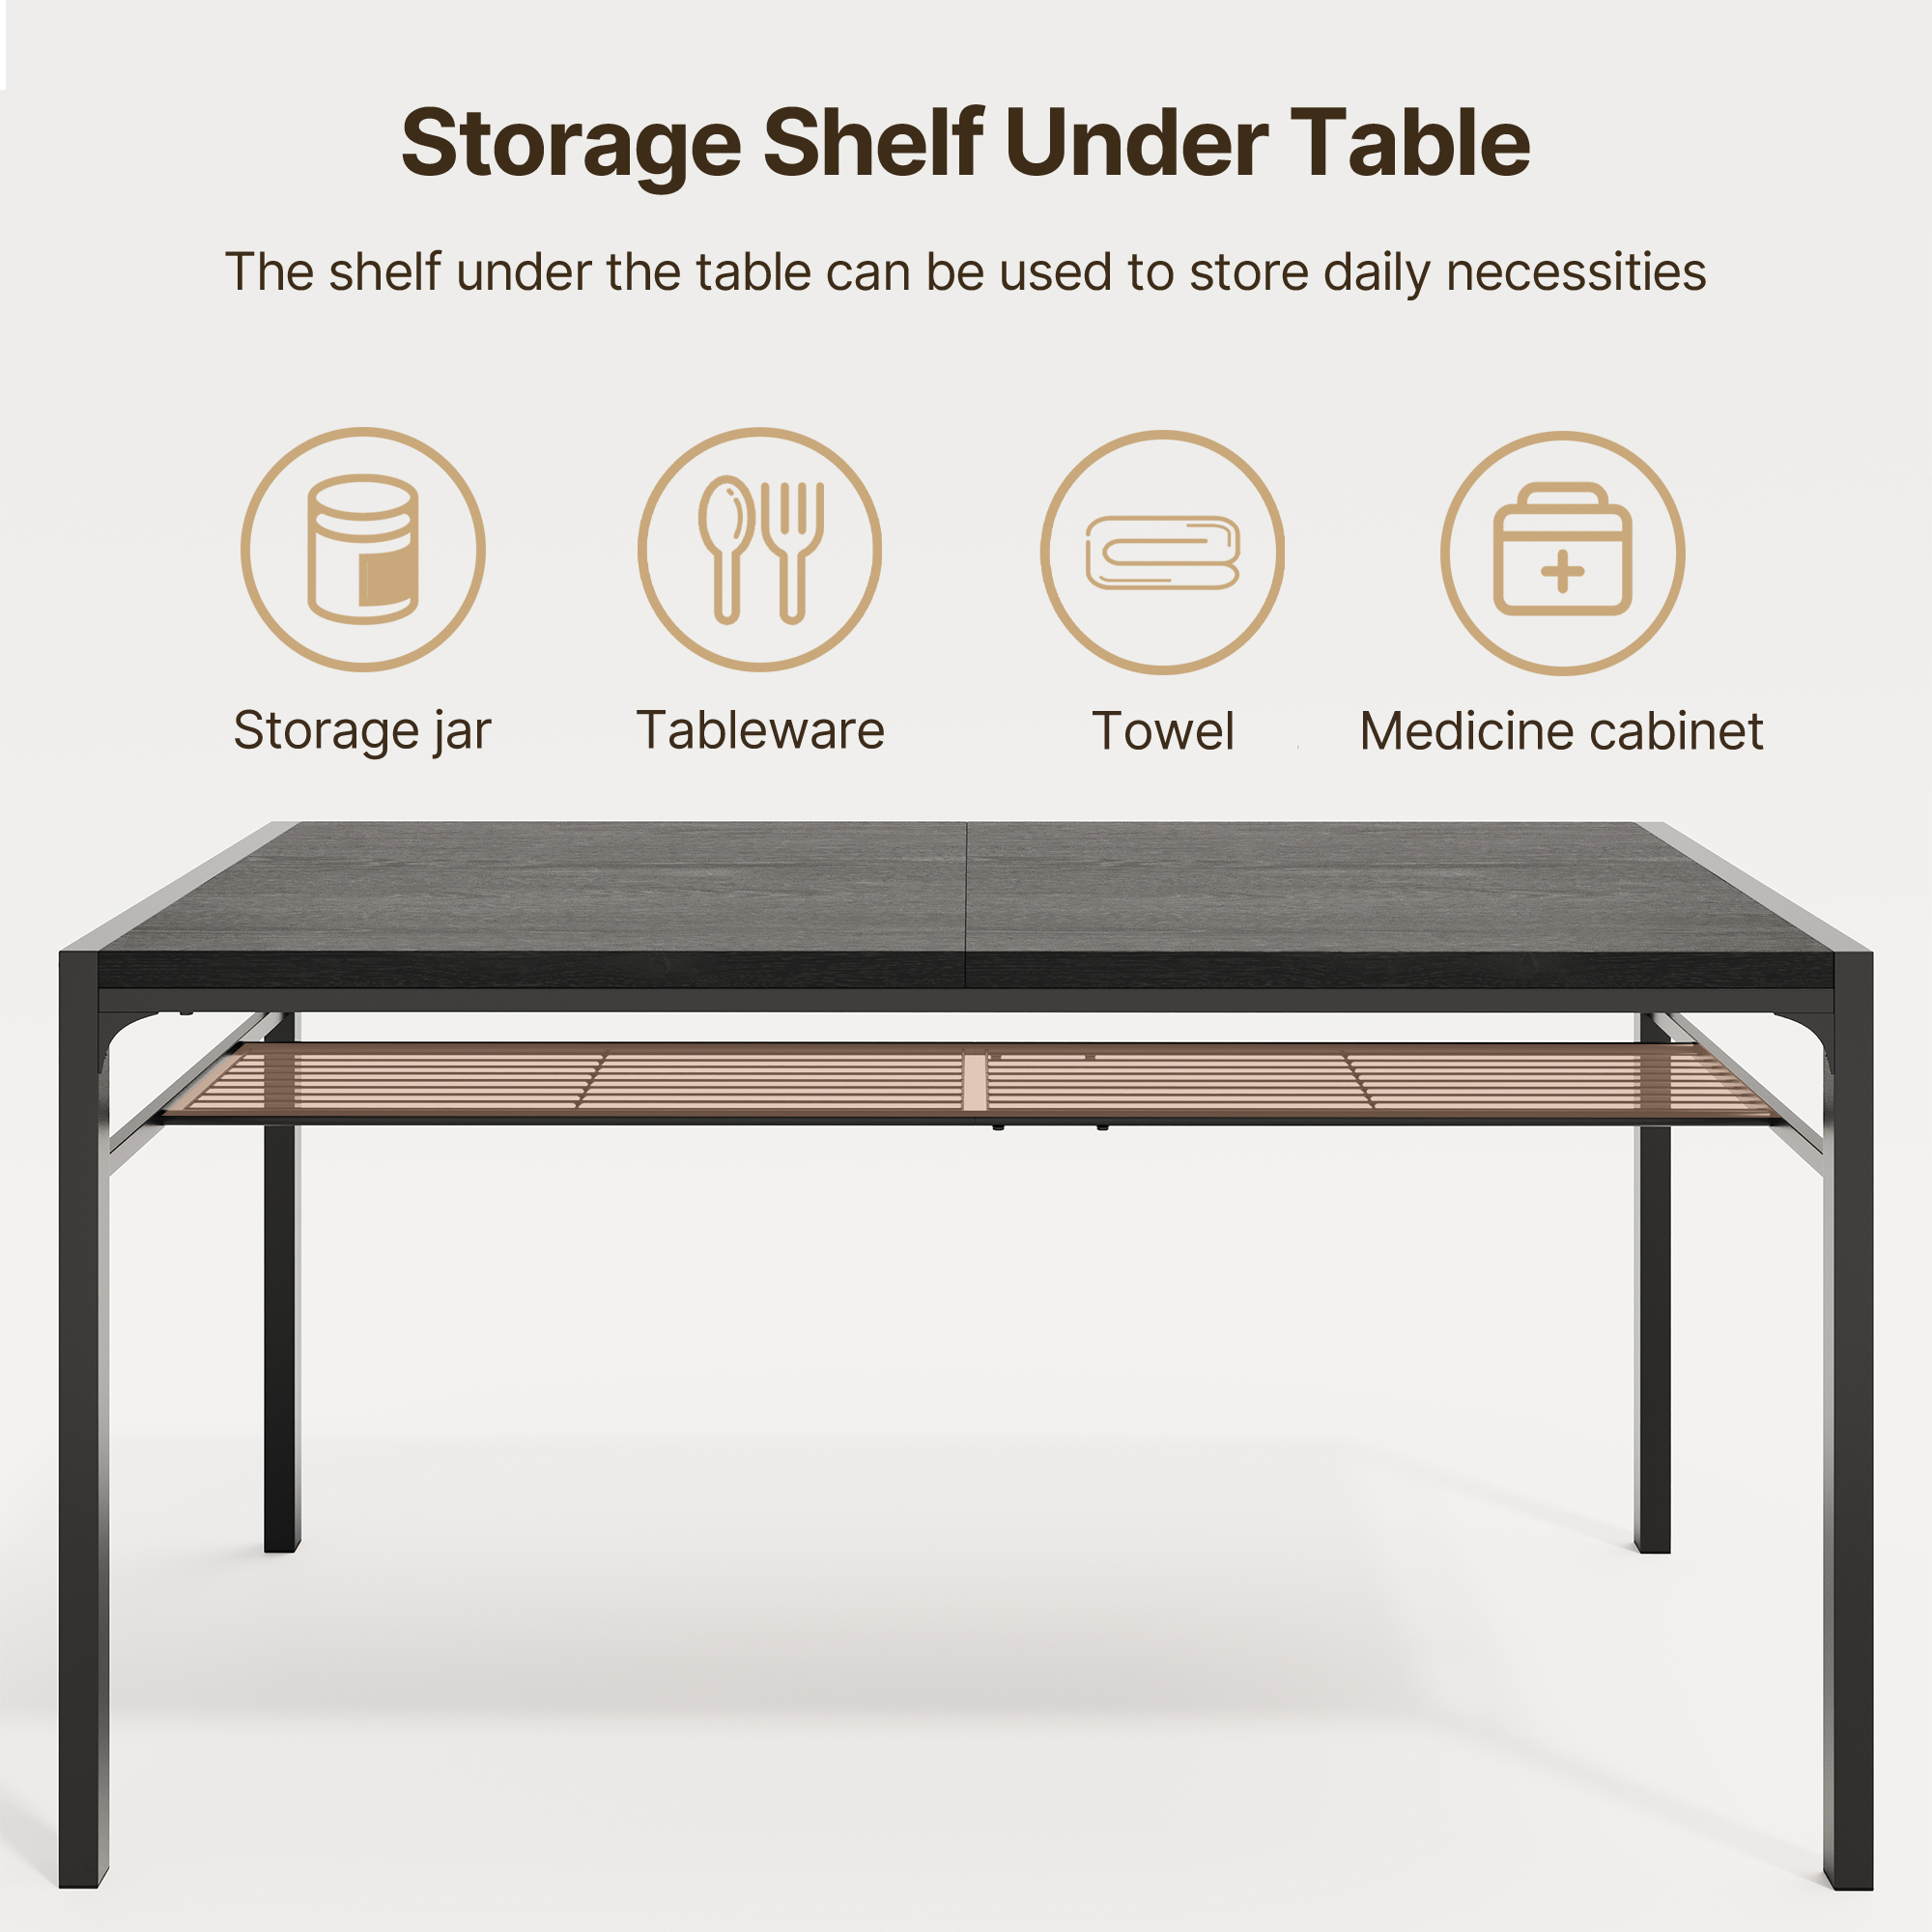 Storage Shelf Under Table
The shelf under the table can be used to store daily necessities
Storage jar
Tableware
Towel
Medicine cabinet